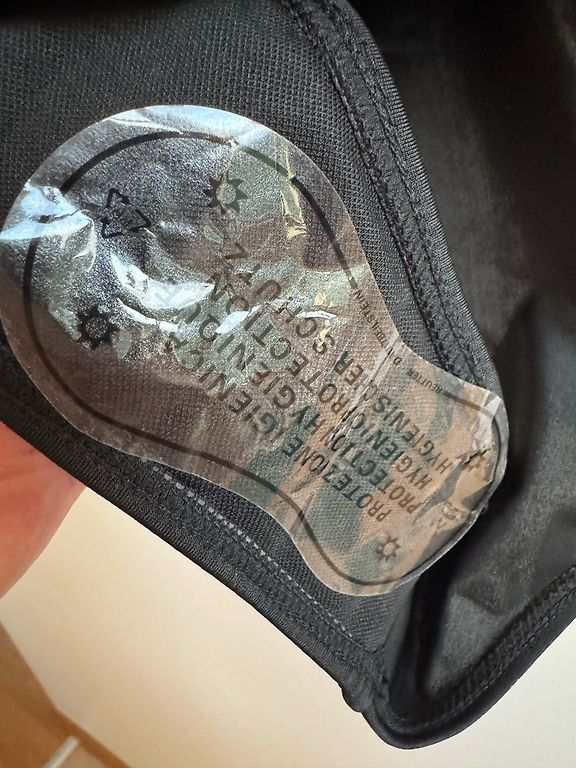 PROTEZIONE IGIENICA
PROTECTION HYGIENIQUE
HYGIENIC PROTECTION
HYGIENISCHER SCHUTZ